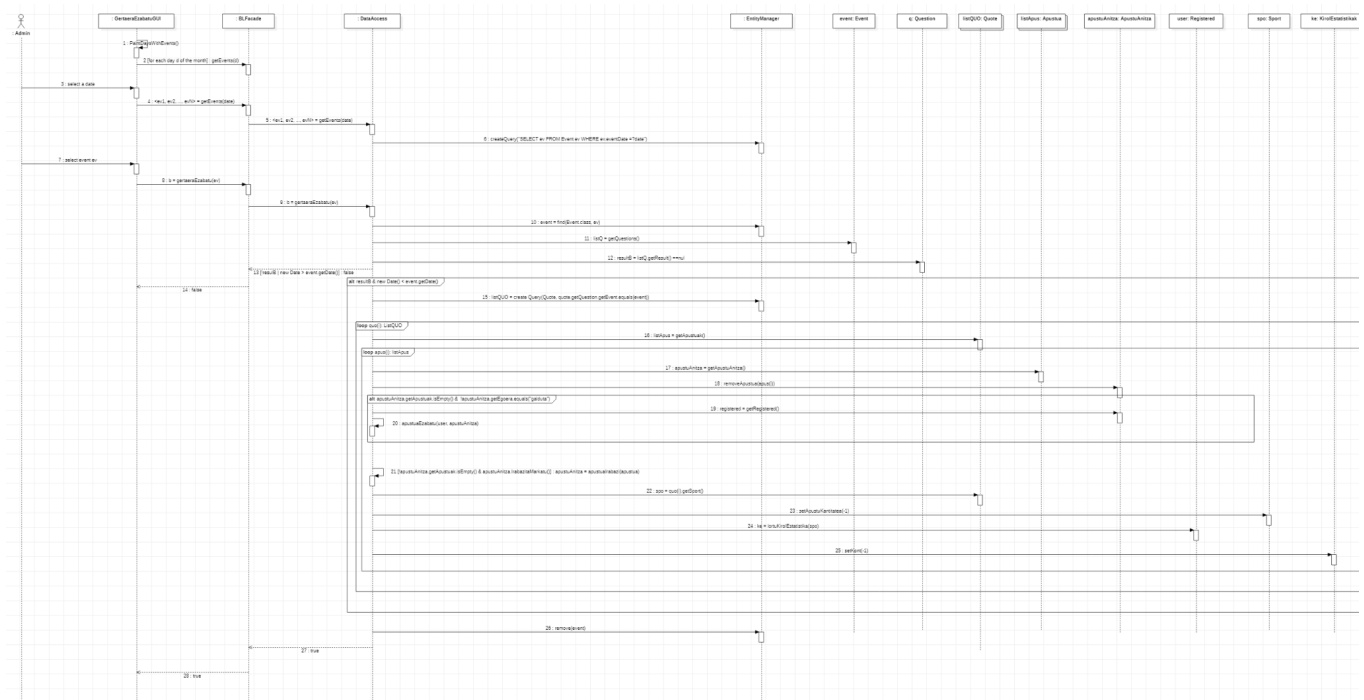 : Admin
: GertaeraEzabatuGUI
: BLFacade
: DataAccess
: EntityManager
event: Event
q: Question
listQUO: Quote
listApus: Apustua
apustuAnitza: ApustuAnitza
user: Registered
spo: Sport
ke: KirolEstatistikak
1 : PaintDaysWithEvents()
2 [for each day d of the month] : getEvents(d)
3 : select a date
4 : <ev1, ev2, ..., evN> = getEvents(date)
5 : <ev1, ev2, ..., evN> = getEvents(date)
6 : createQuery("SELECT ev FROM Event ev WHERE ev.eventDate =?date")
7 : select event ev
8 : b = gertaeraEzabatu(ev)
9 : b = gertaeraEzabatu(ev)
10 : event = find(Event.class, ev)
11 : listQ = getQuestions()
12 : resultB = listQ.getResult() ==null
13 [!resultB | new Date > event.getDate()] : false
14 : false
alt resultB & new Date() < event.getDate()
15 : listQUO = create Query(Quote, quote.getQuestion.getEvent.equals(event))
loop quo(i): ListQUO
16 : listApus = getApustuak()
loop apus(i): listApus
17 : apustuAnitza = getApustuAnitza()
18 : removeApustua(apus(i))
alt apustuAnitza.getApustuak.isEmpty() & !apustuAnitza.getEgoera.equals("galduta")
19 : registered = getRegistered()
20 : apustuaEzabatu(user, apustuAnitza)
21 [!apustuAnitza.getApustuak.isEmpty() & apustuAnitza.irabazitaMarkatu()] : apustuAnitza = apustuaIrabazi(apustua)
22 : spo = quo(i).getSport()
23 : setApustuKantitatea(-1)
24 : ke = lortuKirolEstatistika(spo)
25 : setKont(-1)
26 : remove(event)
27 : true
28 : true